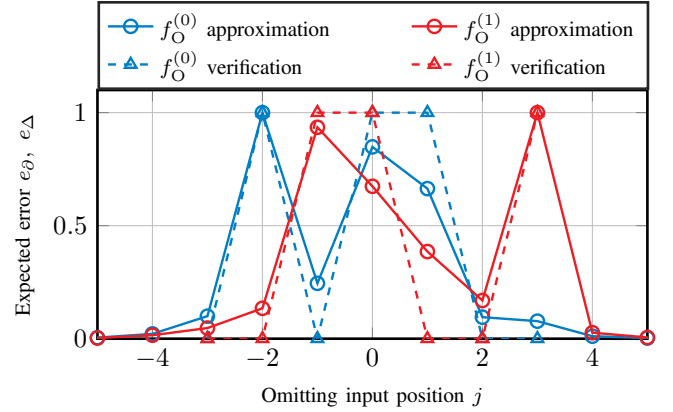 f_O^(0) approximation f_O^(1) approximation
f_O^(0) verification f_O^(1) verification
Expected error e_∂, e_Δ
1
0.5
0
−4 −2 0 2 4
Omitting input position j